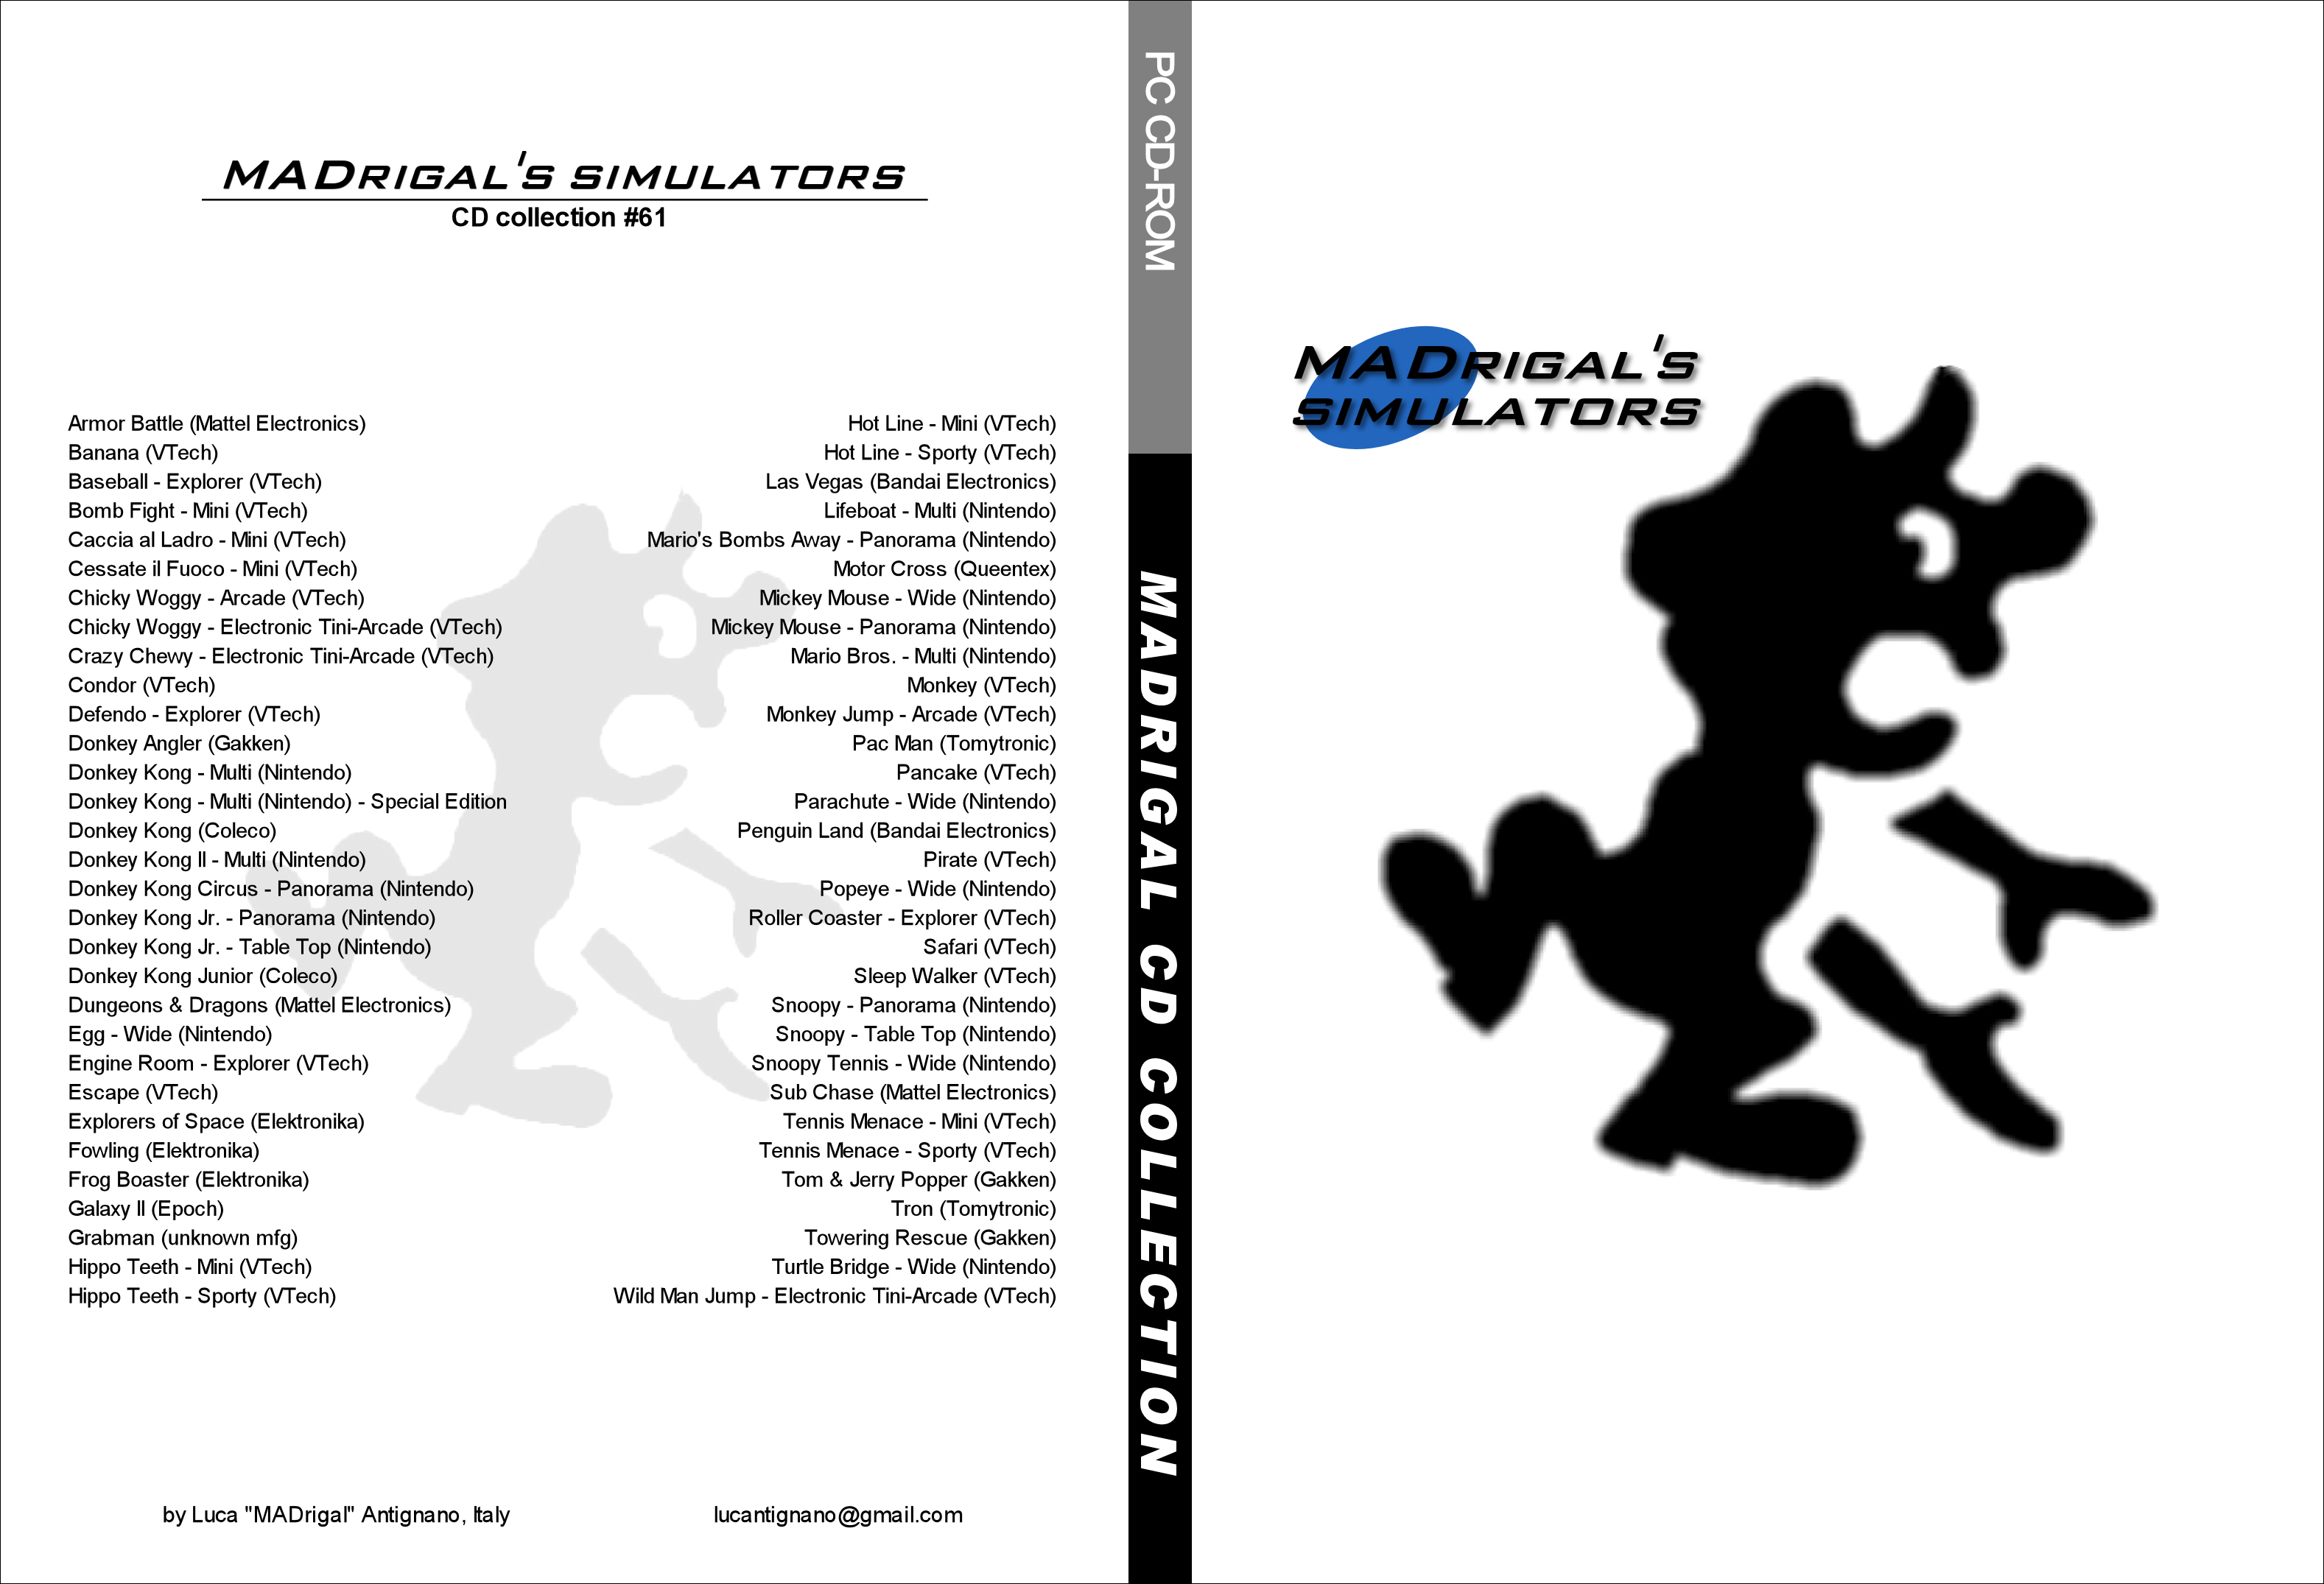 MADRIGAL'S SIMULATORS
CD collection #61
Armor Battle (Mattel Electronics)
Banana (VTech)
Baseball - Explorer (VTech)
Bomb Fight - Mini (VTech)
Caccia al Ladro - Mini (VTech)
Cessate il Fuoco - Mini (VTech)
Chicky Woggy - Arcade (VTech)
Chicky Woggy - Electronic Tini-Arcade (VTech)
Crazy Chewy - Electronic Tini-Arcade (VTech)
Condor (VTech)
Defendo - Explorer (VTech)
Donkey Angler (Gakken)
Donkey Kong - Multi (Nintendo)
Donkey Kong - Multi (Nintendo) - Special Edition
Donkey Kong (Coleco)
Donkey Kong II - Multi (Nintendo)
Donkey Kong Circus - Panorama (Nintendo)
Donkey Kong Jr. - Panorama (Nintendo)
Donkey Kong Jr. - Table Top (Nintendo)
Donkey Kong Junior (Coleco)
Dungeons & Dragons (Mattel Electronics)
Egg - Wide (Nintendo)
Engine Room - Explorer (VTech)
Escape (VTech)
Explorers of Space (Elektronika)
Fowling (Elektronika)
Frog Boaster (Elektronika)
Galaxy II (Epoch)
Grabman (unknown mfg)
Hippo Teeth - Mini (VTech)
Hippo Teeth - Sporty (VTech)
Hot Line - Mini (VTech)
Hot Line - Sporty (VTech)
Las Vegas (Bandai Electronics)
Lifeboat - Multi (Nintendo)
Mario's Bombs Away - Panorama (Nintendo)
Motor Cross (Queentex)
Mickey Mouse - Wide (Nintendo)
Mickey Mouse - Panorama (Nintendo)
Mario Bros. - Multi (Nintendo)
Monkey (VTech)
Monkey Jump - Arcade (VTech)
Pac Man (Tomytronic)
Pancake (VTech)
Parachute - Wide (Nintendo)
Penguin Land (Bandai Electronics)
Pirate (VTech)
Popeye - Wide (Nintendo)
Roller Coaster - Explorer (VTech)
Safari (VTech)
Sleep Walker (VTech)
Snoopy - Panorama (Nintendo)
Snoopy - Table Top (Nintendo)
Snoopy Tennis - Wide (Nintendo)
Sub Chase (Mattel Electronics)
Tennis Menace - Mini (VTech)
Tennis Menace - Sporty (VTech)
Tom & Jerry Popper (Gakken)
Tron (Tomytronic)
Towering Rescue (Gakken)
Turtle Bridge - Wide (Nintendo)
Wild Man Jump - Electronic Tini-Arcade (VTech)
by Luca "MADrigal" Antignano, Italy
lucantignano@gmail.com
PC CD-ROM
MADRIGAL CD COLLECTION
MADRIGAL'S
SIMULATORS